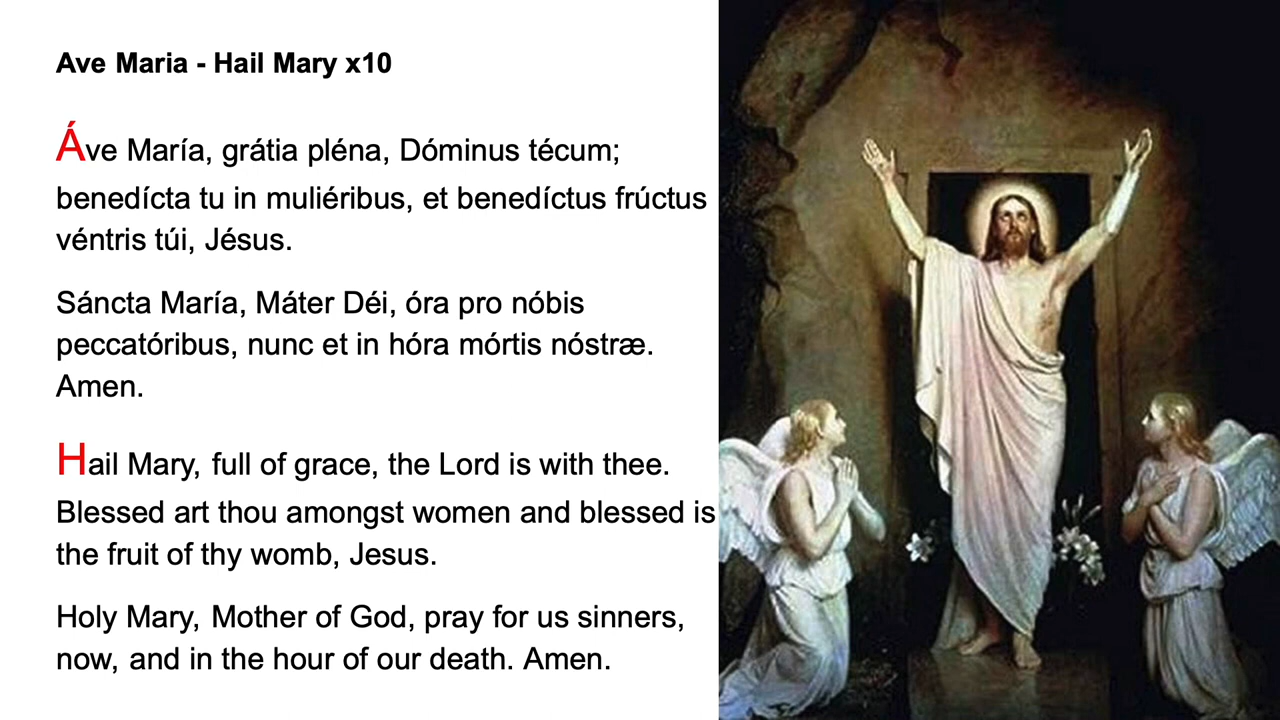 Ave Maria - Hail Mary x10
Áve María, grátia pléna, Dóminus técum;
benedícta tu in muliéribus, et benedíctus frúctus
véntris túi, Jésus.
Sáncta María, Máter Déi, óra pro nóbis
peccatóribus, nunc et in hóra mórtis nóstræ.
Amen.
Hail Mary, full of grace, the Lord is with thee.
Blessed art thou amongst women and blessed is
the fruit of thy womb, Jesus.
Holy Mary, Mother of God, pray for us sinners,
now, and in the hour of our death. Amen.